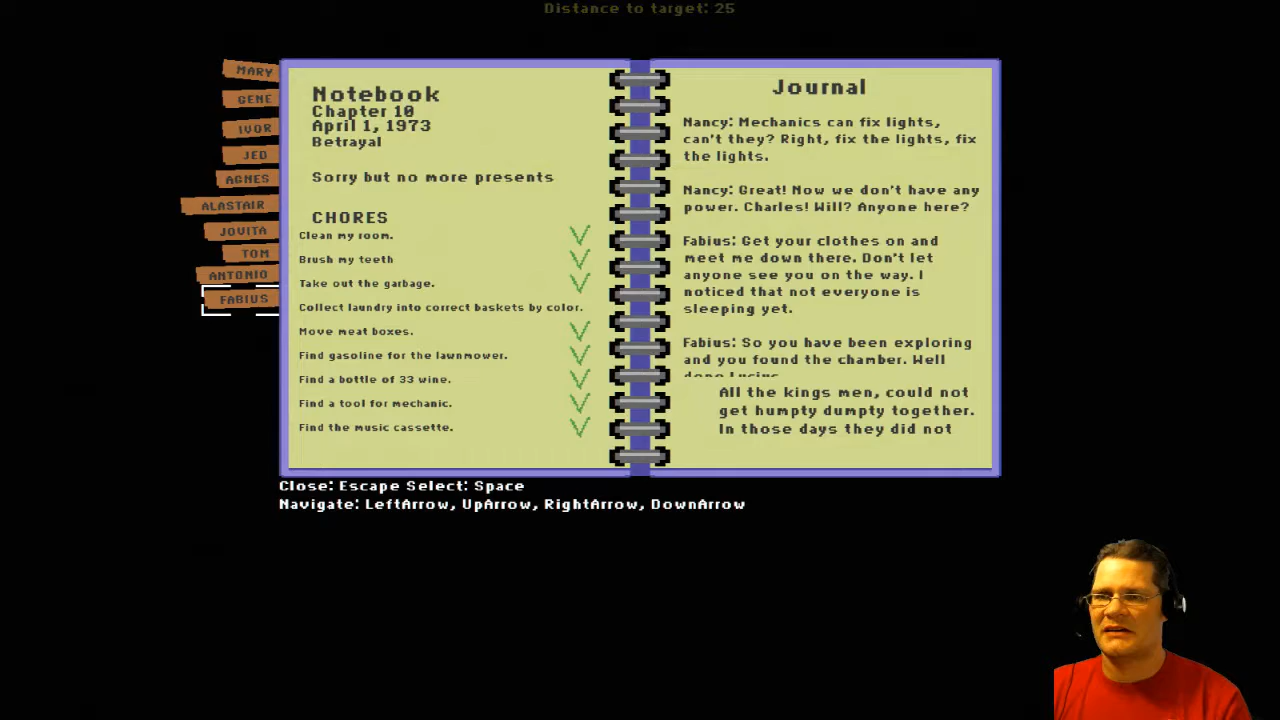 Distance to target: 25
MARY
GENE
IVOR
JED
AGNES
ALASTAIR
JOVITA
TOM
ANTONIO
FABIUS
Notebook
Chapter 10
April 1, 1973
Betrayal
Sorry but no more presents
CHORES
Clean my room.
Brush my teeth
Take out the garbage.
Collect laundry into correct baskets by color.
Move meat boxes.
Find gasoline for the lawnmower.
Find a bottle of 33 wine.
Find a tool for mechanic.
Find the music cassette.
Journal
Nancy: Mechanics can fix lights,
can't they? Right, fix the lights, fix
the lights.
Nancy: Great! Now we don't have any
power. Charles! Will? Anyone here?
Fabius: Get your clothes on and
meet me down there. Don't let
anyone see you on the way. I
noticed that not everyone is
sleeping yet.
Fabius: So you have been exploring
and you found the chamber. Well
done Lucius
All the kings men, could not
get humpty dumpty together.
In those days they did not
Close: Escape Select: Space
Navigate: LeftArrow, UpArrow, RightArrow, DownArrow